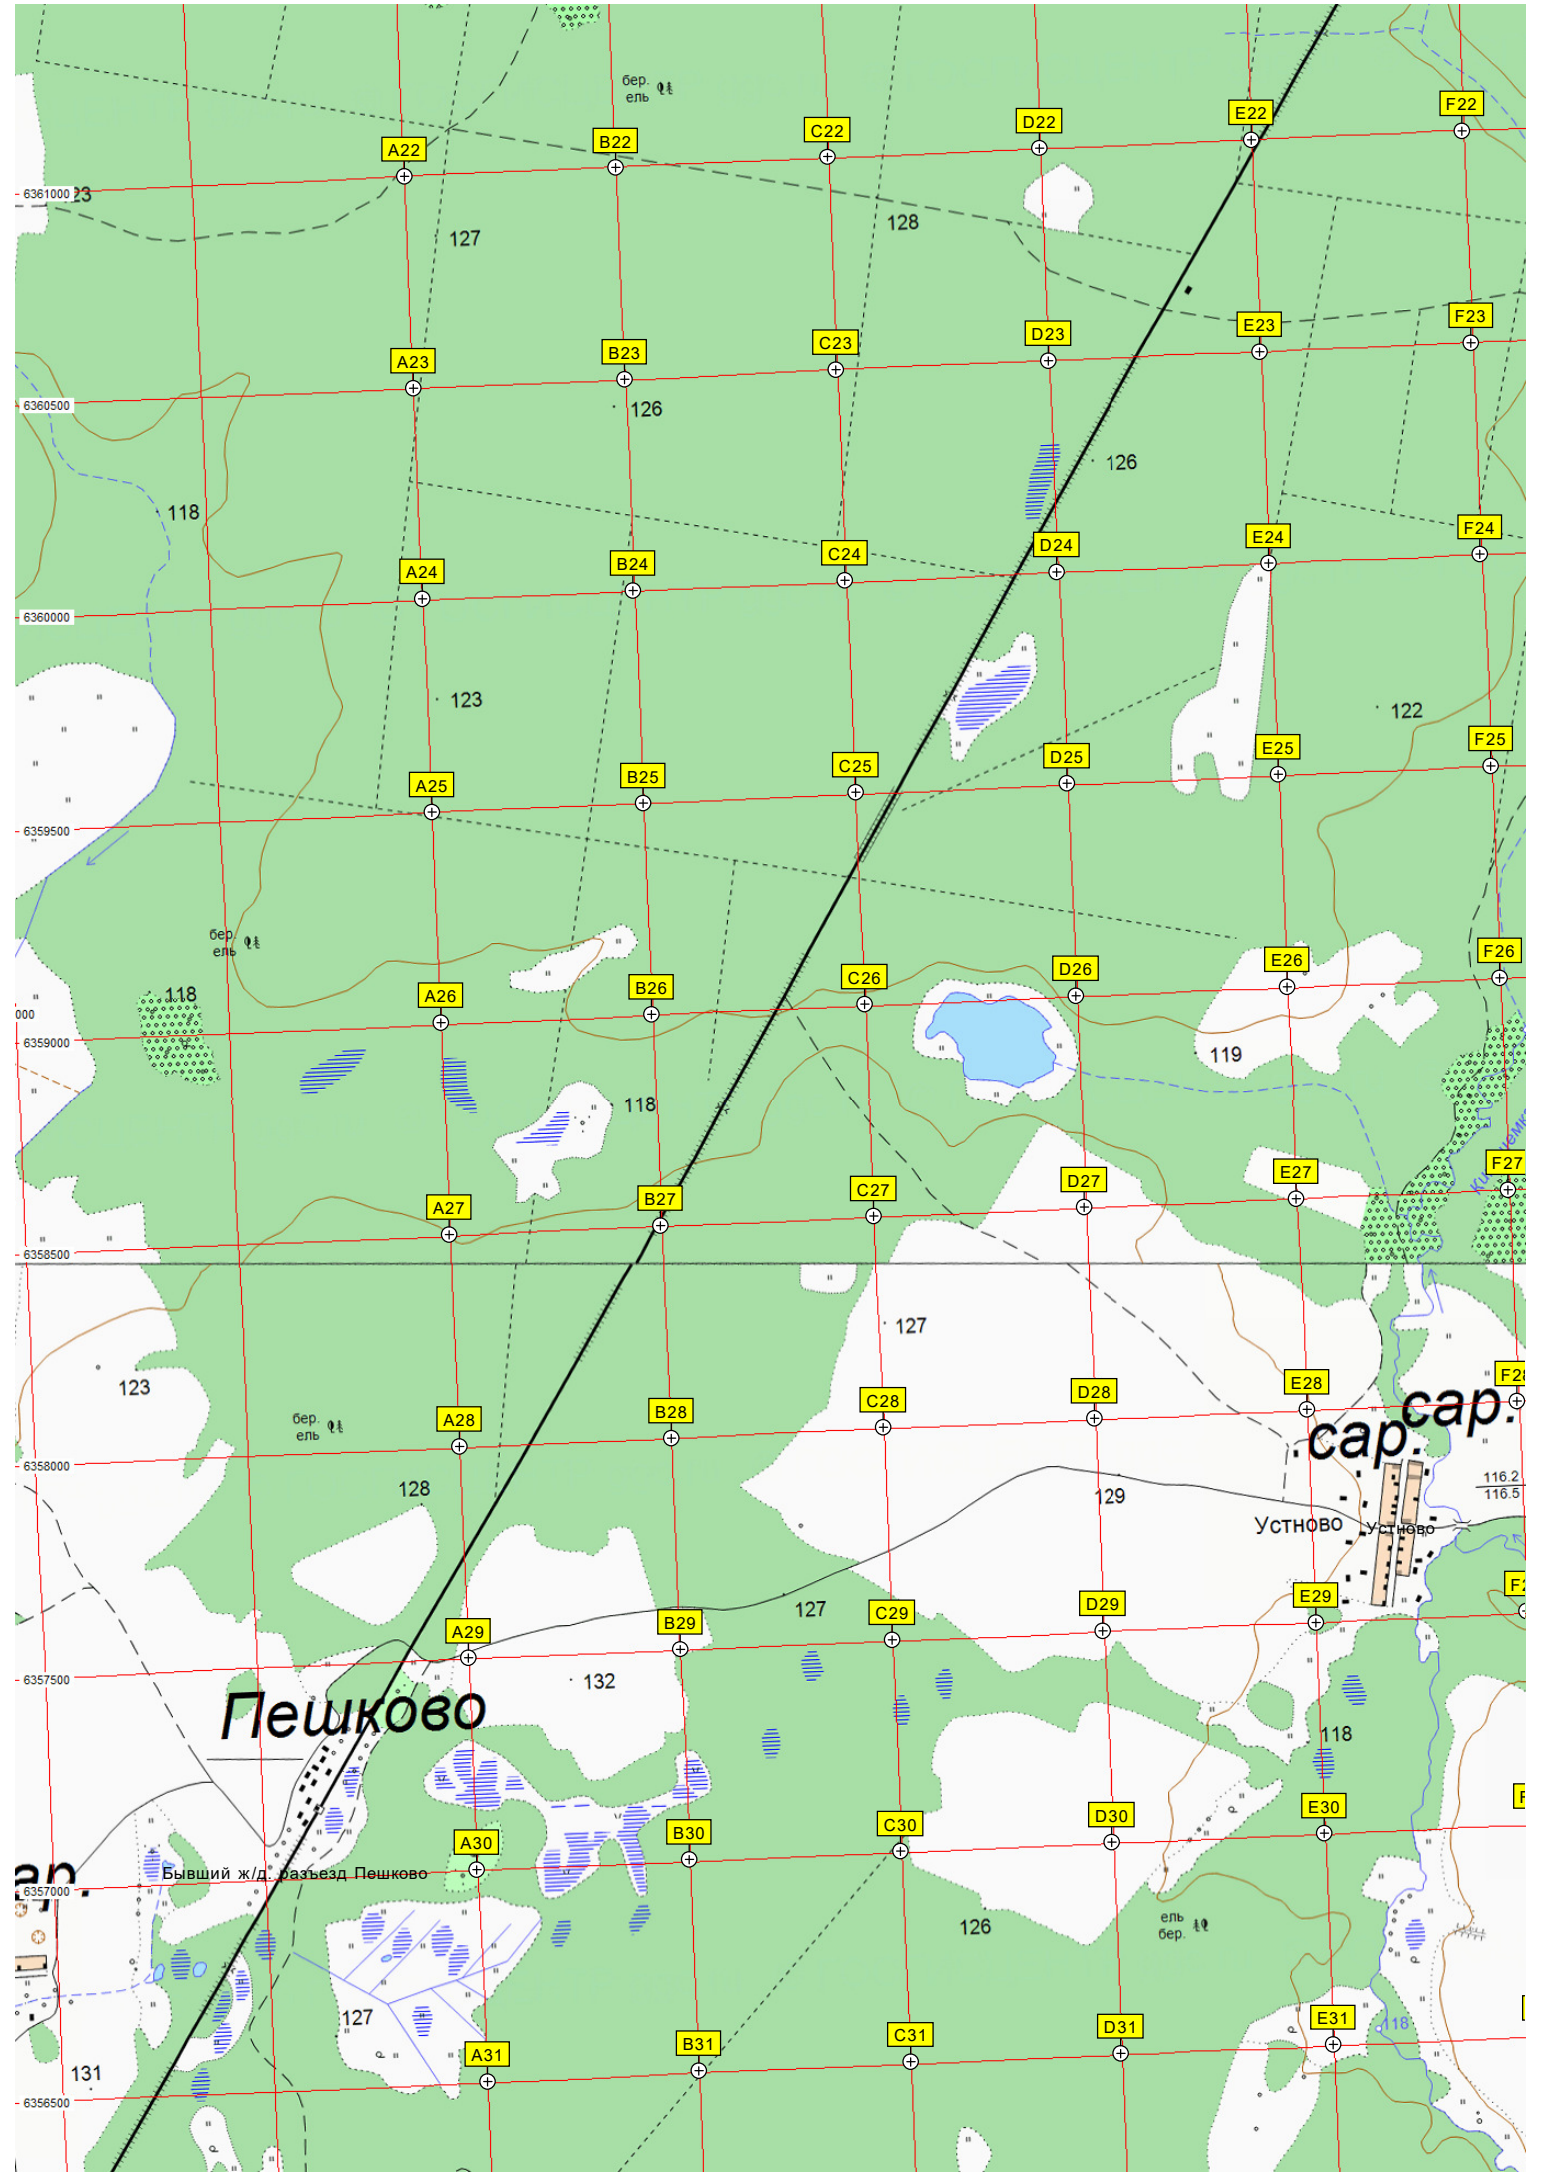 бер.
ель
F22
E22
D22
C22
B22
A22
6361000
23
127
128
F23
E23
D23
C23
B23
A23
6360500
126
126
118
F24
E24
D24
C24
B24
A24
6360000
123
122
F25
E25
D25
C25
B25
A25
6359500
бер.
ель
F26
E26
D26
C26
B26
A26
118
000
6359000
119
118
F27
E27
D27
C27
B27
A27
6358500
127
123
F28
E28
D28
C28
B28
A28
сар.
сар.
бер.
ель
6358000
128
129
116.2
116.5
Устново
Устново
E29
D29
C29
B29
A29
127
6357500
132
Пешково
118
E30
D30
C30
B30
A30
Бывший ж/д. разъезд Пешково
ар.
6357000
ель
бер.
126
127
118
E31
D31
C31
B31
A31
131
6356500